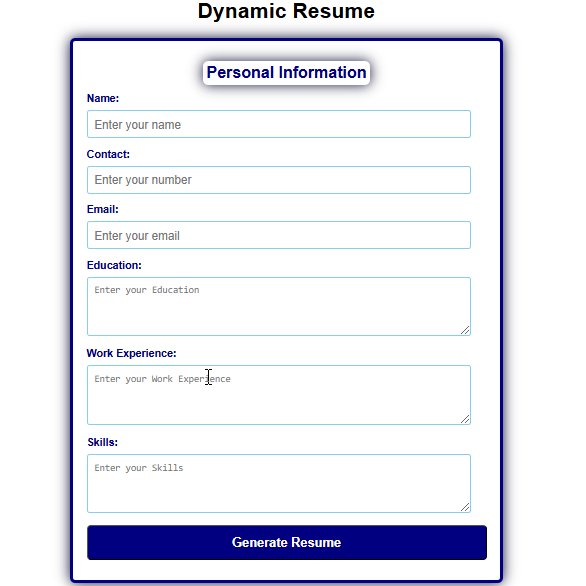 Dynamic Resume
Personal Information
Name:
Enter your name
Contact:
Enter your number
Email:
Enter your email
Education:
Enter your Education
Work Experience:
Enter your Work Experience
Skills:
Enter your Skills
Generate Resume